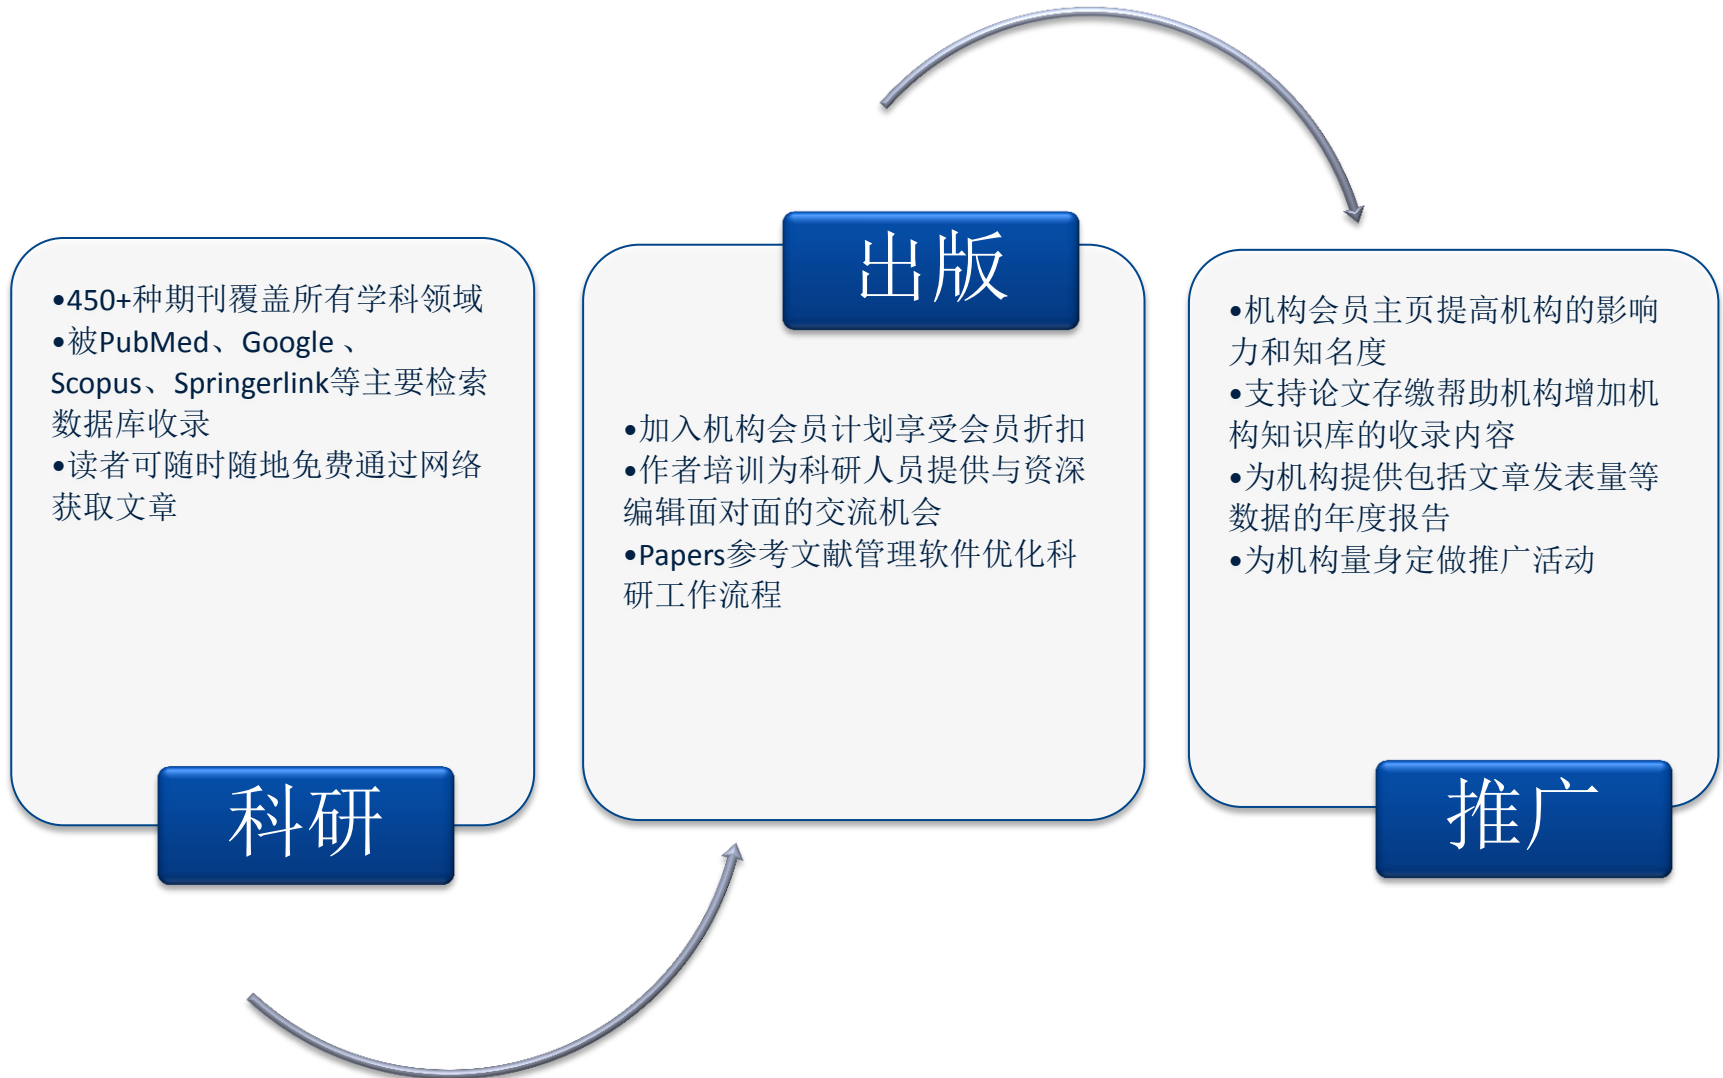 •450+种期刊覆盖所有学科领域
•被PubMed、Google 、
Scopus、Springerlink等主要检索
数据库收录
•读者可随时随地免费通过网络
获取文章
科研
出版
•加入机构会员计划享受会员折扣
•作者培训为科研人员提供与资深
编辑面对面的交流机会
•Papers参考文献管理软件优化科
研工作流程
•机构会员主页提高机构的影响
力和知名度
•支持论文存缴帮助机构增加机
构知识库的收录内容
•为机构提供包括文章发表量等
数据的年度报告
•为机构量身定做推广活动
推广